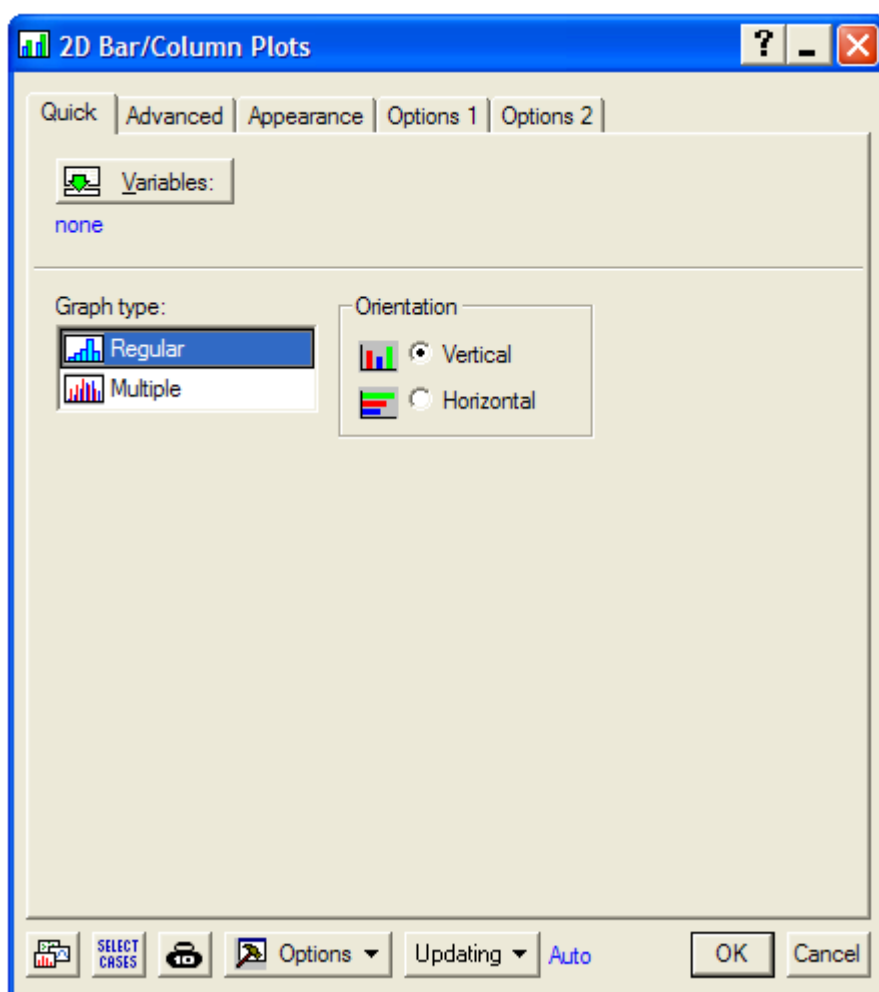 2D Bar/Column Plots
Quick Advanced Appearance Options 1 Options 2
Variables:
none
Graph type:
Regular
Multiple
Orientation
Vertical
Horizontal
SELECT CASES
Options
Updating
Auto
OK
Cancel